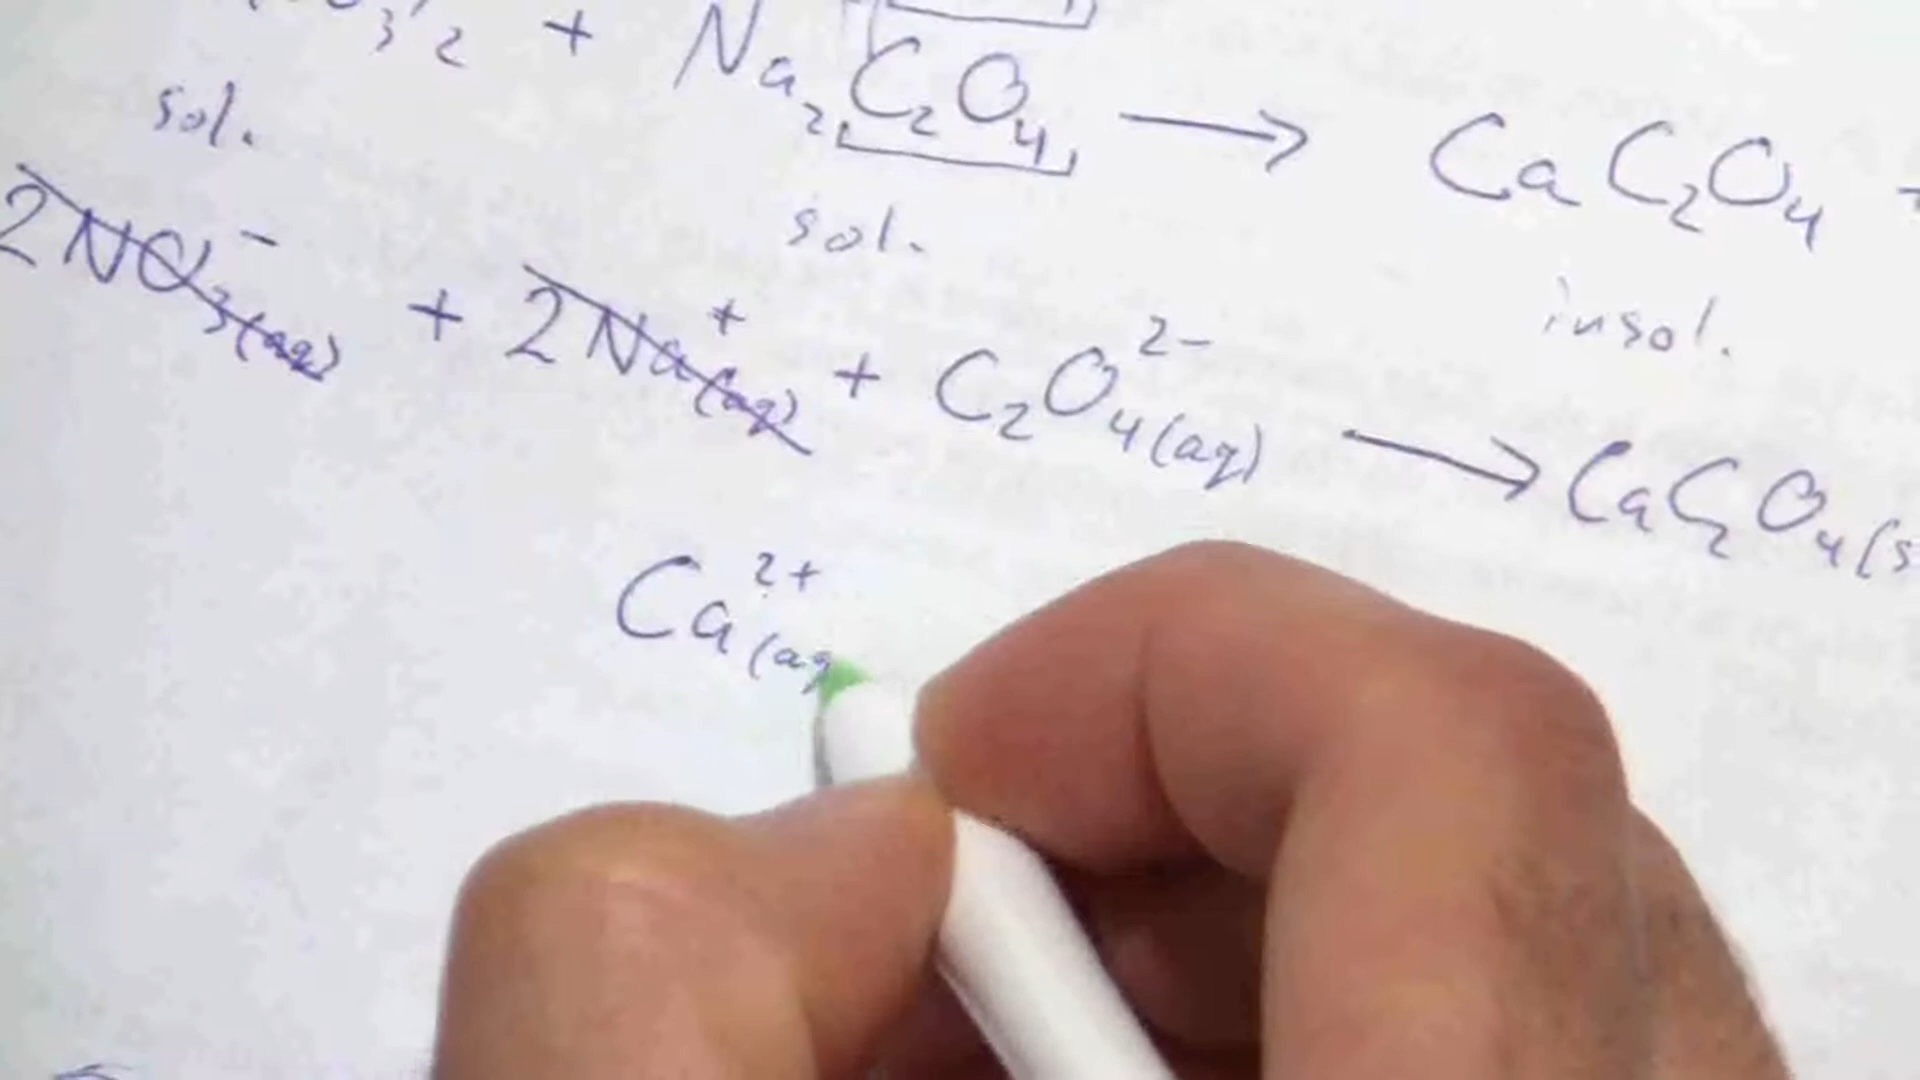 3)2 + Na2C2O4 → CaC2O4 +
sol. sol. insol.
2NO3⁻(aq) + 2Na⁺(aq) + C2O4²⁻(aq) → CaC2O4(s
Ca²⁺(aq